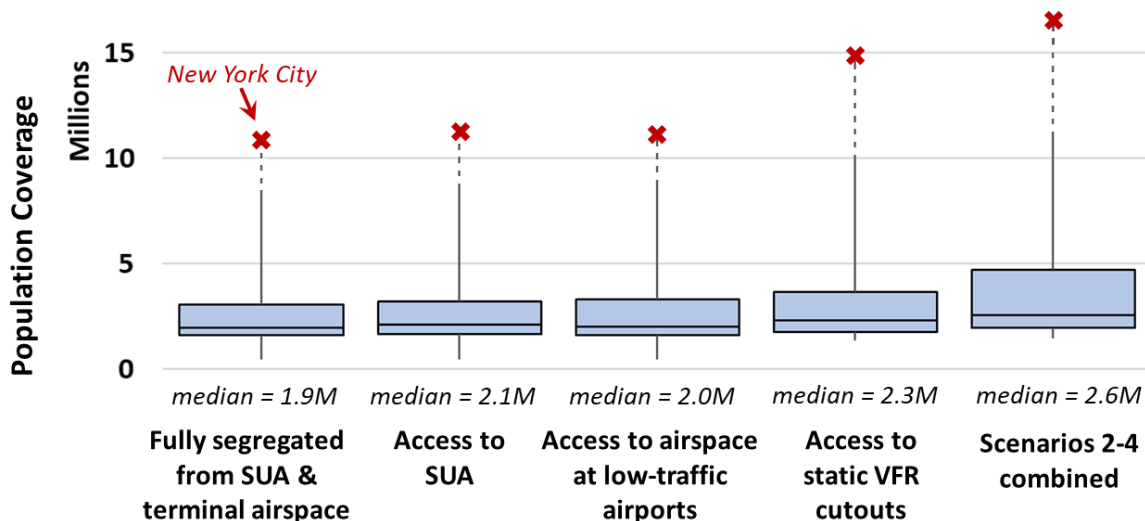 Population Coverage
Millions
15
10
5
0
New York City
median = 1.9M
median = 2.1M
median = 2.0M
median = 2.3M
median = 2.6M
Fully segregated
from SUA &
terminal airspace
Access to
SUA
Access to airspace
at low-traffic
airports
Access to
static VFR
cutouts
Scenarios 2-4
combined